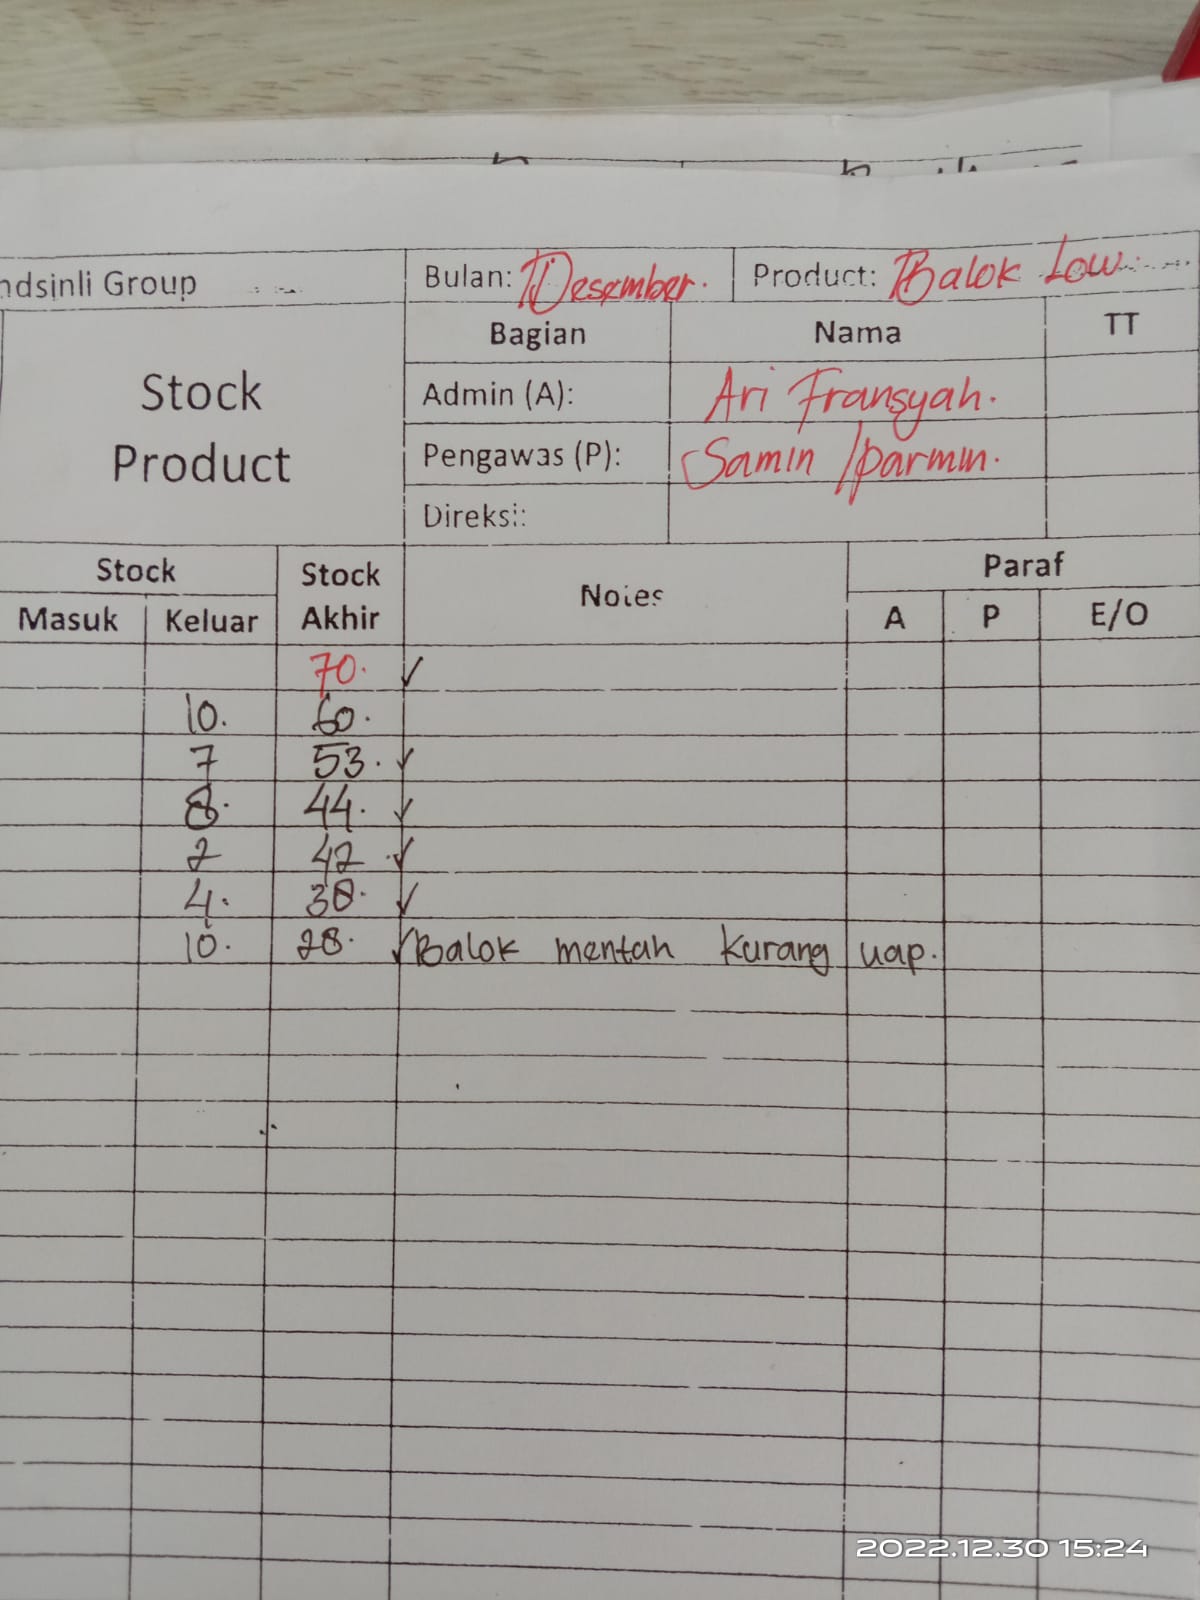 ndsinli Group Bulan: Desember. Product: Balok Low.
Bagian Nama TT
Stock Product
Admin (A): Ari Fransyah.
Pengawas (P): Samin /parmin.
Direksi:
Stock Stock Akhir Notes Paraf
Masuk Keluar A P E/O
70. ✓
10. 60.
7 53. ✓
8. 44. ✓
2 42 ✓
4. 38. ✓
10. 28. ✓ Balok mentah kurang uap.
2022.12.30 15:24